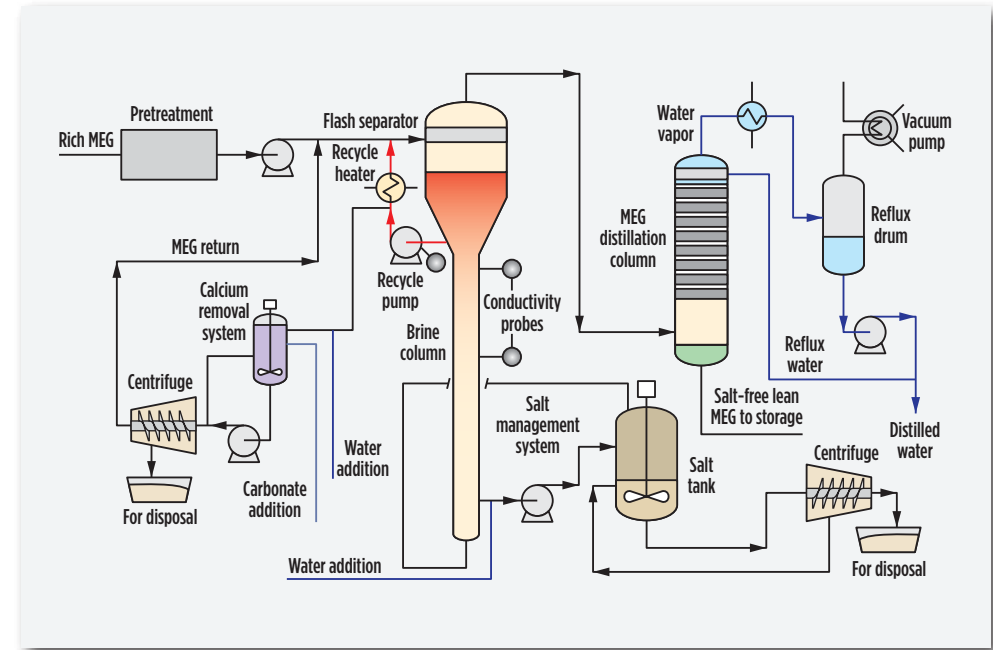 Pretreatment
Rich MEG
Flash separator
Recycle
heater
Water
vapor
Vacuum
pump
MEG
distillation
column
Reflux
drum
MEG return
Recycle
pump
Calcium
removal
system
Conductivity
probes
Brine
column
Reflux
water
Centrifuge
Salt
management
system
Salt-free lean
MEG to storage
Distilled
water
Water
addition
Carbonate
addition
Salt
tank
Centrifuge
For disposal
Water addition
For disposal